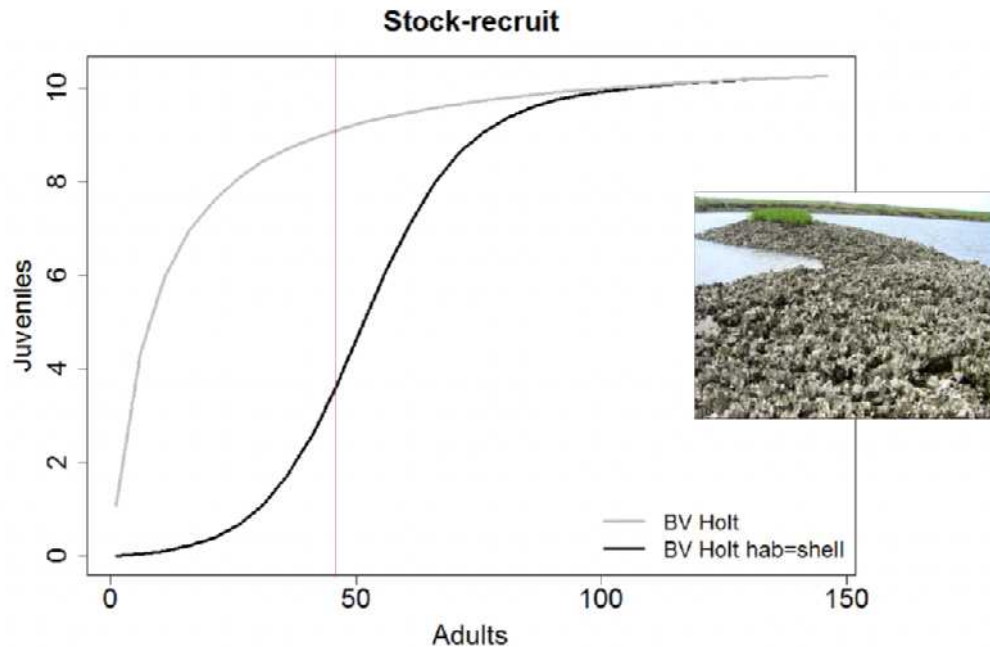 Stock-recruit
10
8
6
4
2
0
Juveniles
0 50 100 150
Adults
BV Holt
BV Holt hab=shell